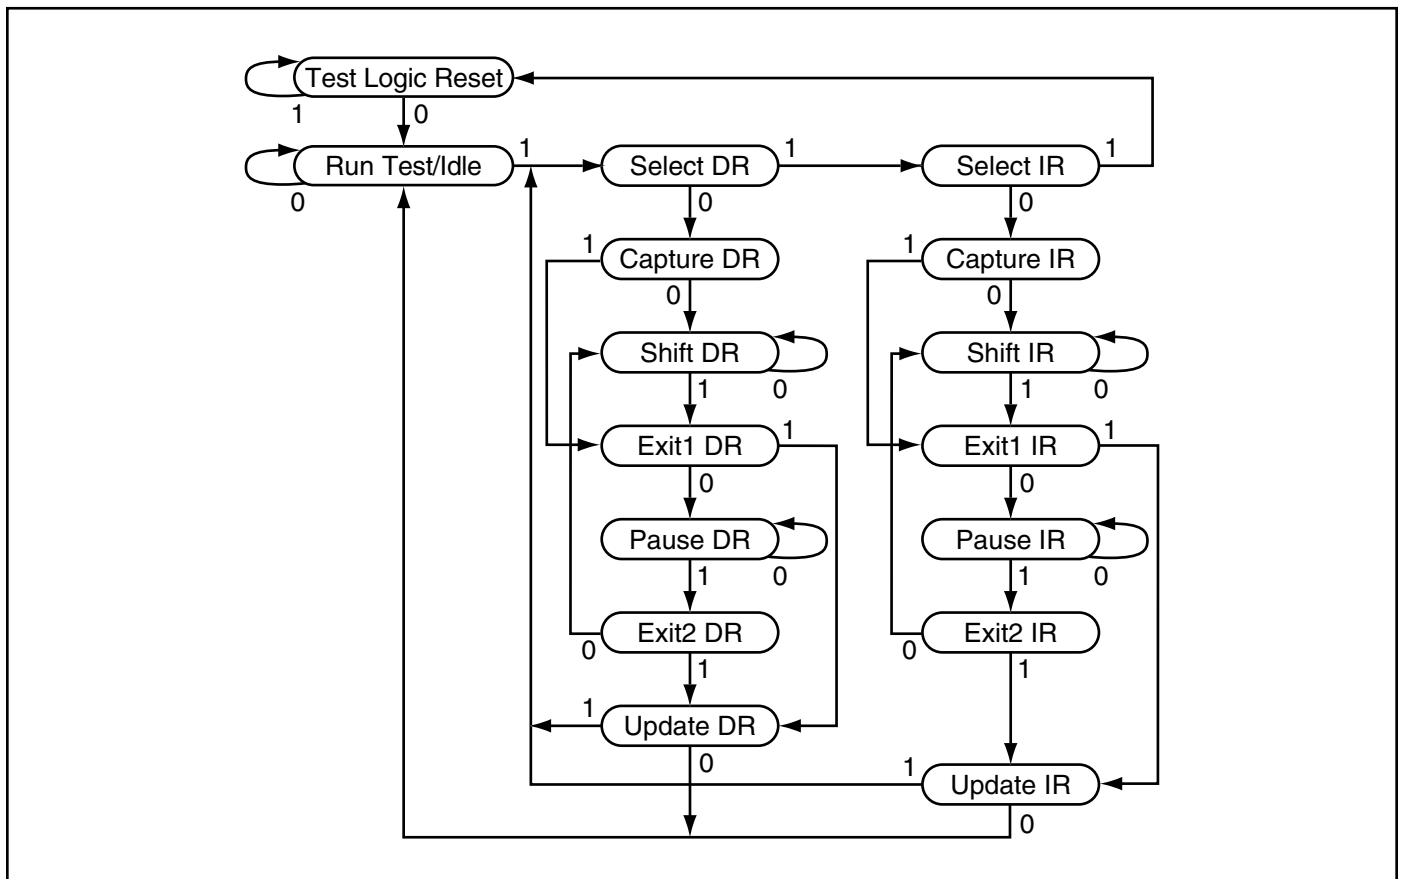 Test Logic Reset
1
0
Run Test/Idle
1
0
Select DR
1
0
Select IR
1
0
Capture DR
1
0
Capture IR
1
0
Shift DR
0
1
Shift IR
0
1
Exit1 DR
1
0
Exit1 IR
1
0
Pause DR
0
1
Pause IR
0
1
Exit2 DR
0
1
Exit2 IR
0
1
Update DR
1
0
Update IR
1
0